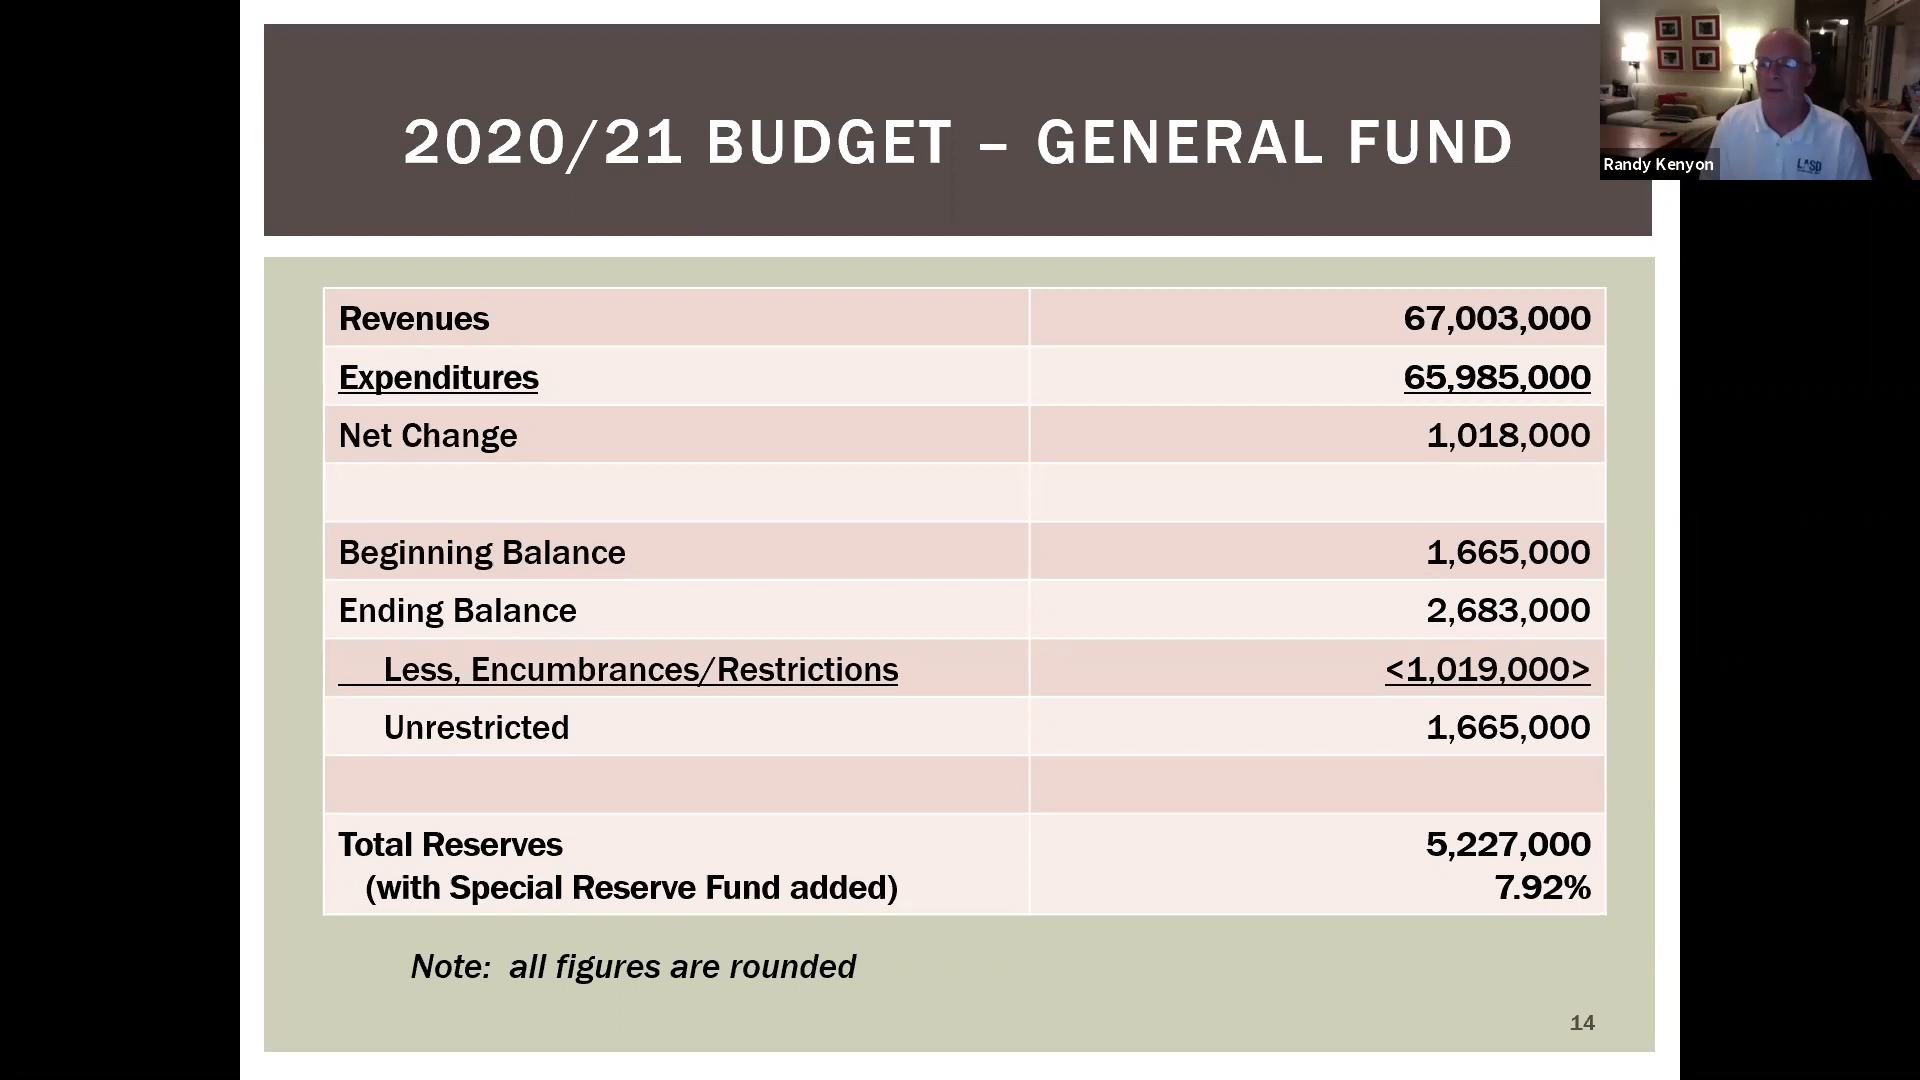 2020/21 BUDGET – GENERAL FUND
Randy Kenyon
LASD
Revenues 67,003,000
Expenditures 65,985,000
Net Change 1,018,000
Beginning Balance 1,665,000
Ending Balance 2,683,000
Less, Encumbrances/Restrictions <1,019,000>
Unrestricted 1,665,000
Total Reserves 5,227,000
(with Special Reserve Fund added) 7.92%
Note: all figures are rounded
14